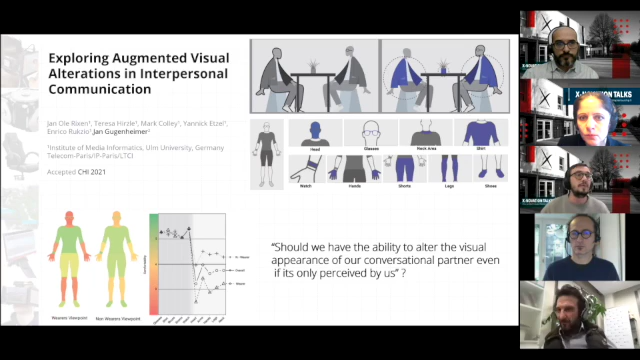 Exploring Augmented Visual
Alterations in Interpersonal
Communication
Jan Ole Rixen¹, Teresa Hirzle¹, Mark Colley¹, Yannick Etzel¹,
Enrico Rukzio¹, Jan Gugenheimer²
¹Institute of Media Informatics, Ulm University, Germany
Telecom-Paris/IP-Paris/LTCI
Accepted CHI 2021
Head
Glasses
Neck Area
Shirt
Watch
Hands
Shorts
Legs
Shoes
Wearers Viewpoint
Non Wearers Viewpoint
"Should we have the ability to alter the visual
appearance of our conversational partner even
if its only perceived by us" ?
X-NOVATION TALKS